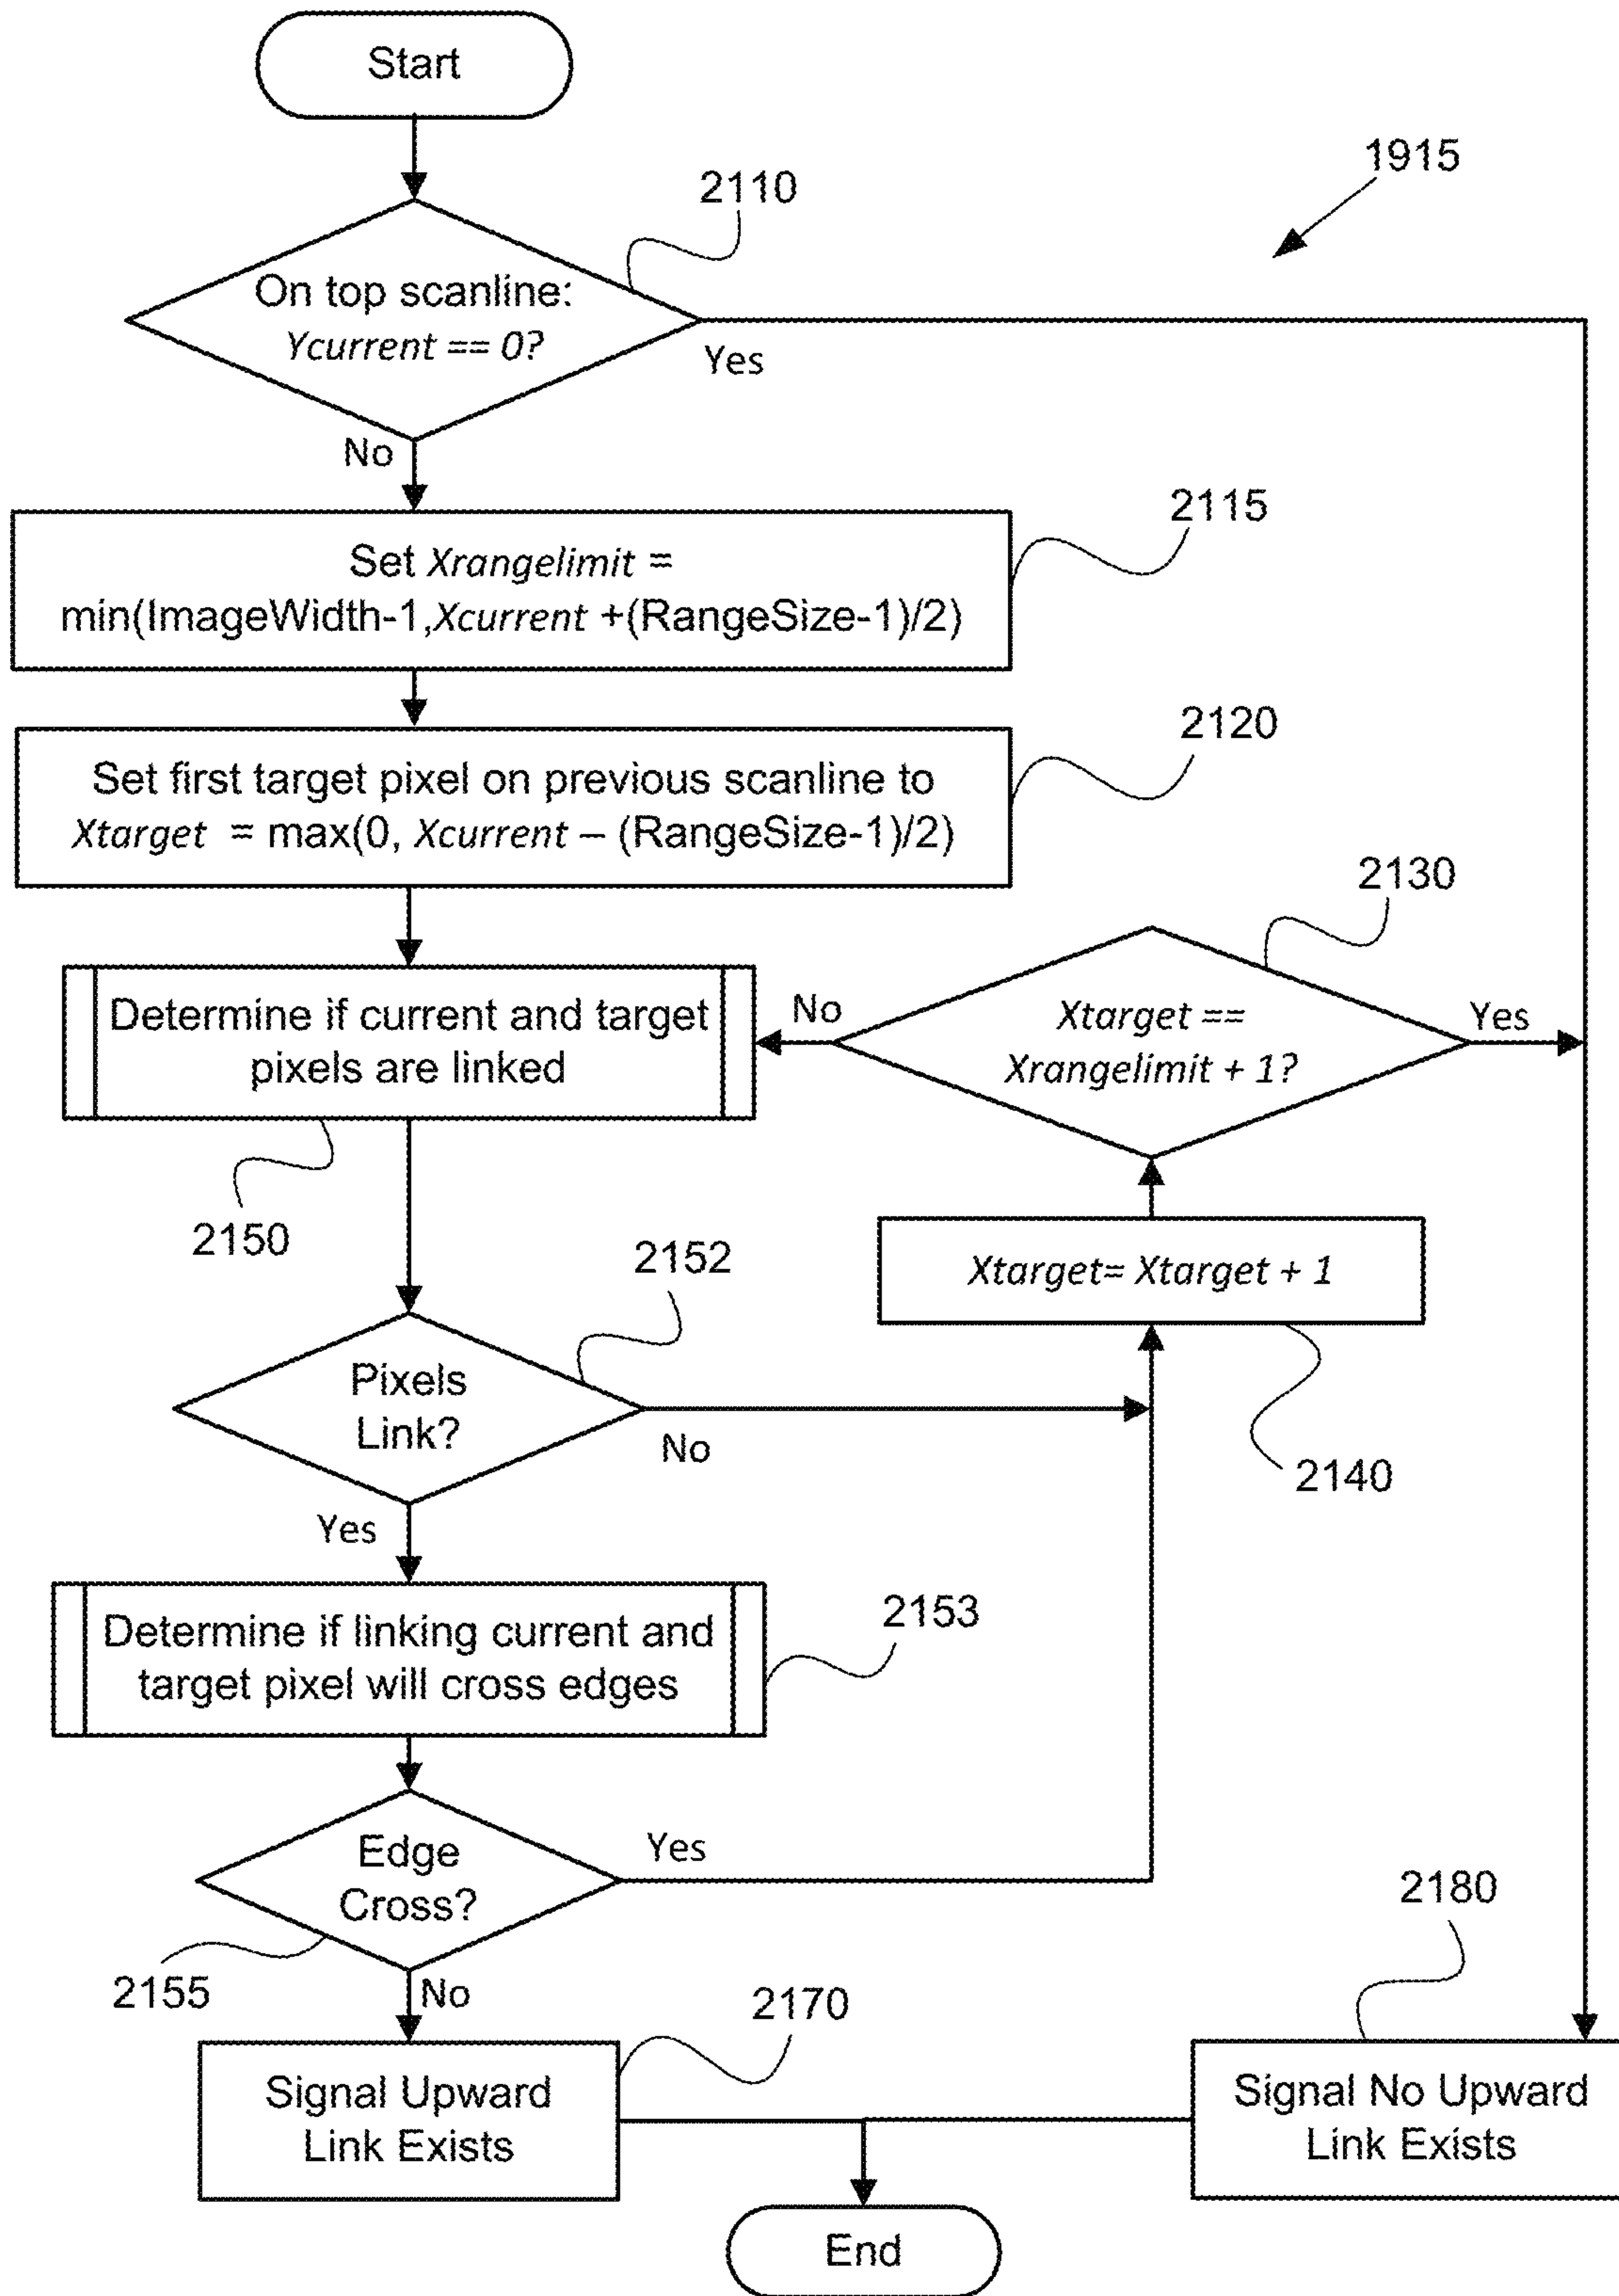 Start
1915
2110
On top scanline:
Ycurrent == 0?
Yes
No
2115
Set Xrangelimit =
min(ImageWidth-1,Xcurrent +(RangeSize-1)/2)
2120
Set first target pixel on previous scanline to
Xtarget = max(0, Xcurrent – (RangeSize-1)/2)
2130
Determine if current and target
pixels are linked
No
Xtarget ==
Xrangelimit + 1?
Yes
2150
2152
Xtarget= Xtarget + 1
Pixels
Link?
No
2140
Yes
Determine if linking current and
target pixel will cross edges
2153
Edge
Cross?
Yes
2180
2155
No
2170
Signal Upward
Link Exists
Signal No Upward
Link Exists
End